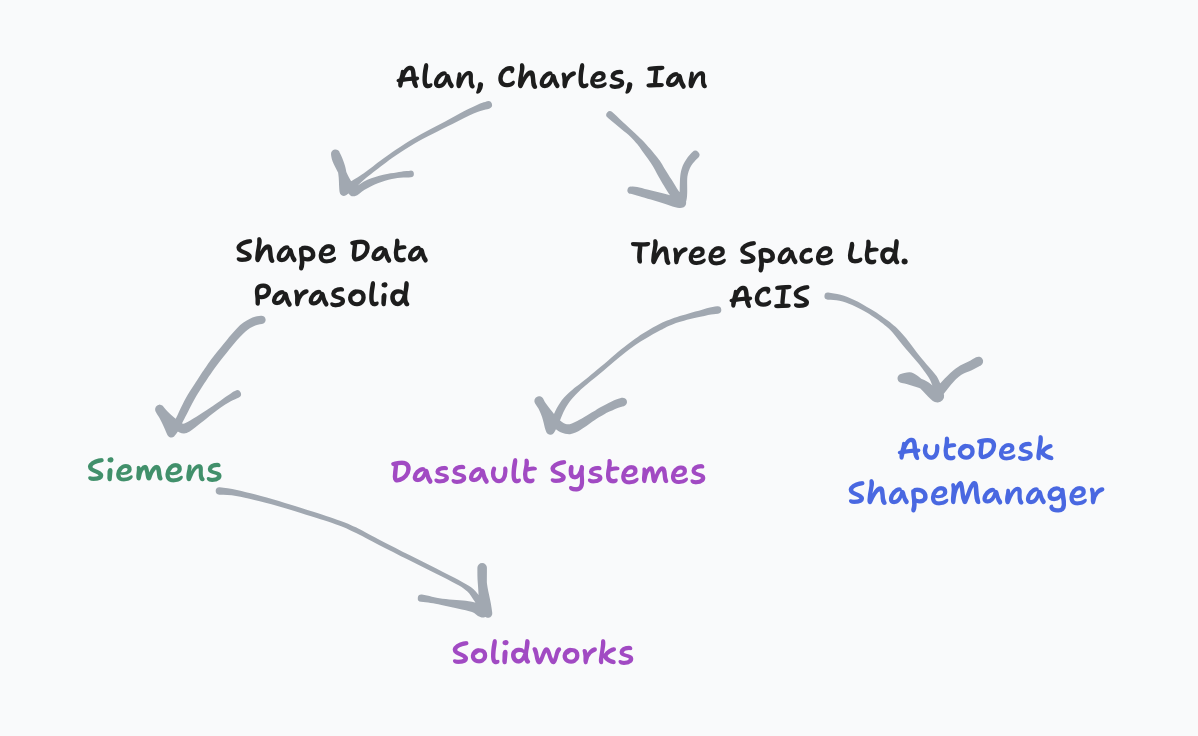 Alan, Charles, Ian
Shape Data
Parasolid
Three Space Ltd.
ACIS
Siemens
Dassault Systemes
AutoDesk
ShapeManager
Solidworks